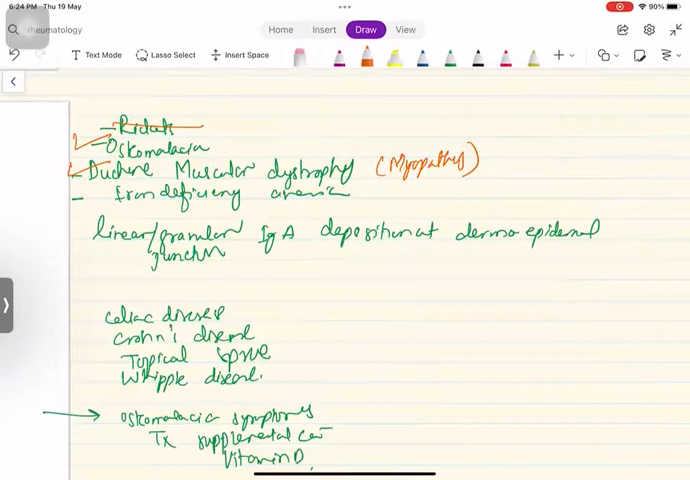 6:24 PM Thu 19 May
90%
rheumatology
Home Insert Draw View
Text Mode Lasso Select Insert Space
- Rickets
- Osteomalacia
- Duchene Muscular dystrophy (Myopathy)
- Iron deficiency anemia
linear/granular IgA deposition at dermo epidermal
junction
celiac disease
Crohn's disease
Tropical sprue
Whipple disease.
osteomalacia symptoms
Tx supplemental Ca
Vitamin D.